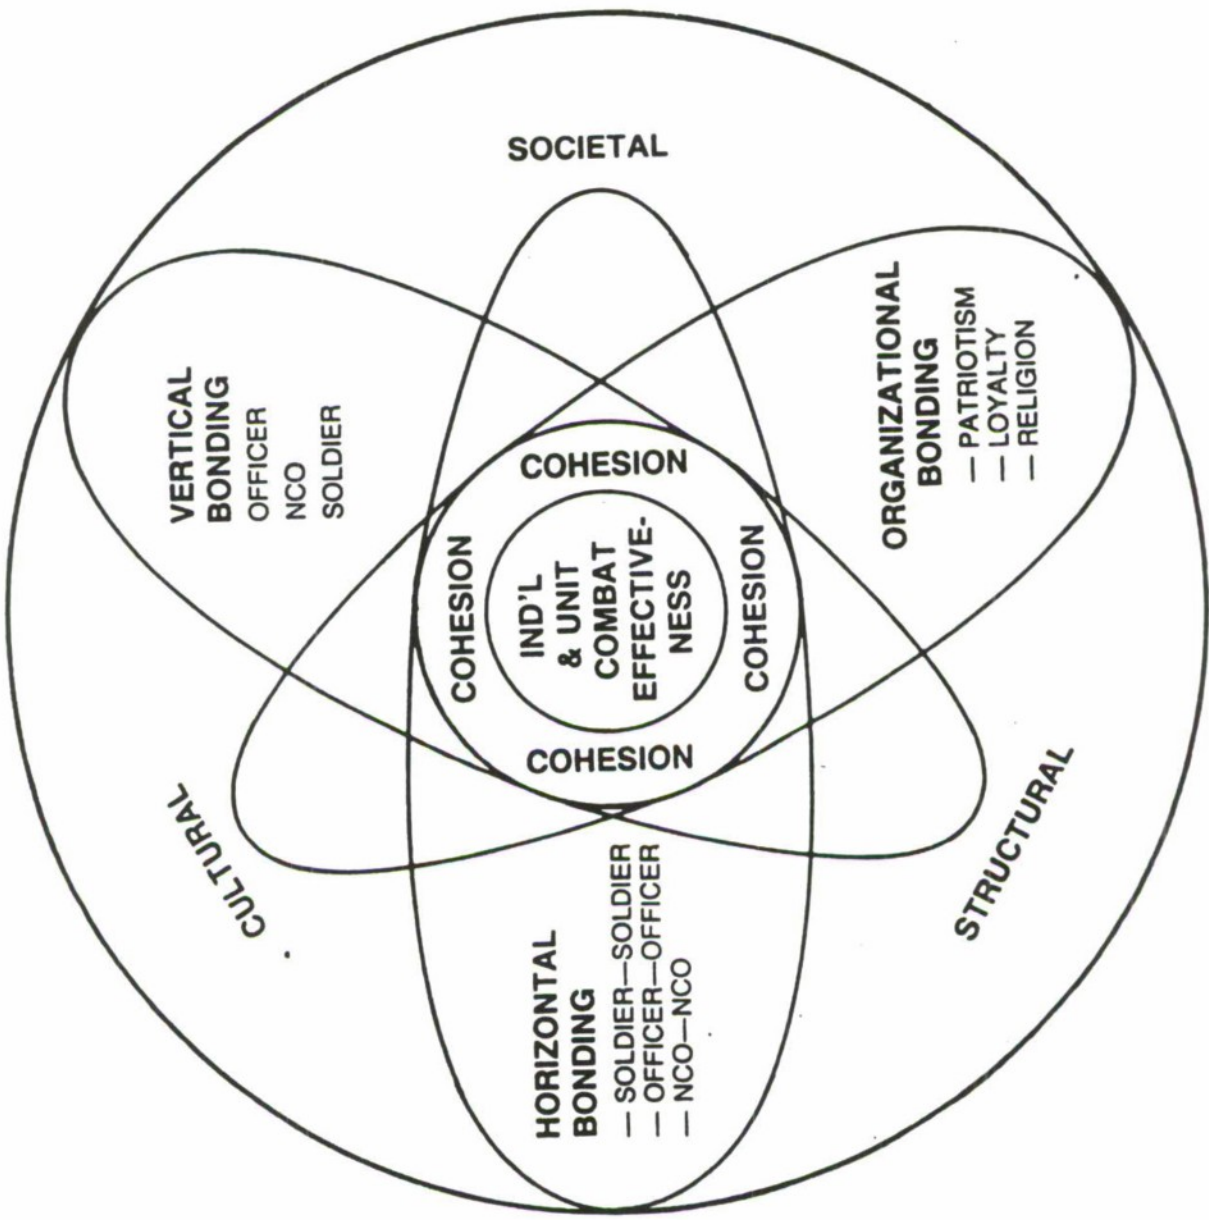 SOCIETAL
VERTICAL
BONDING
OFFICER
NCO
SOLDIER
ORGANIZATIONAL
BONDING
— PATRIOTISM
— LOYALTY
— RELIGION
COHESION
COHESION
IND'L
& UNIT
COMBAT
EFFECTIVE-
NESS
COHESION
COHESION
CULTURAL
HORIZONTAL
BONDING
— SOLDIER—SOLDIER
— OFFICER—OFFICER
— NCO—NCO
STRUCTURAL